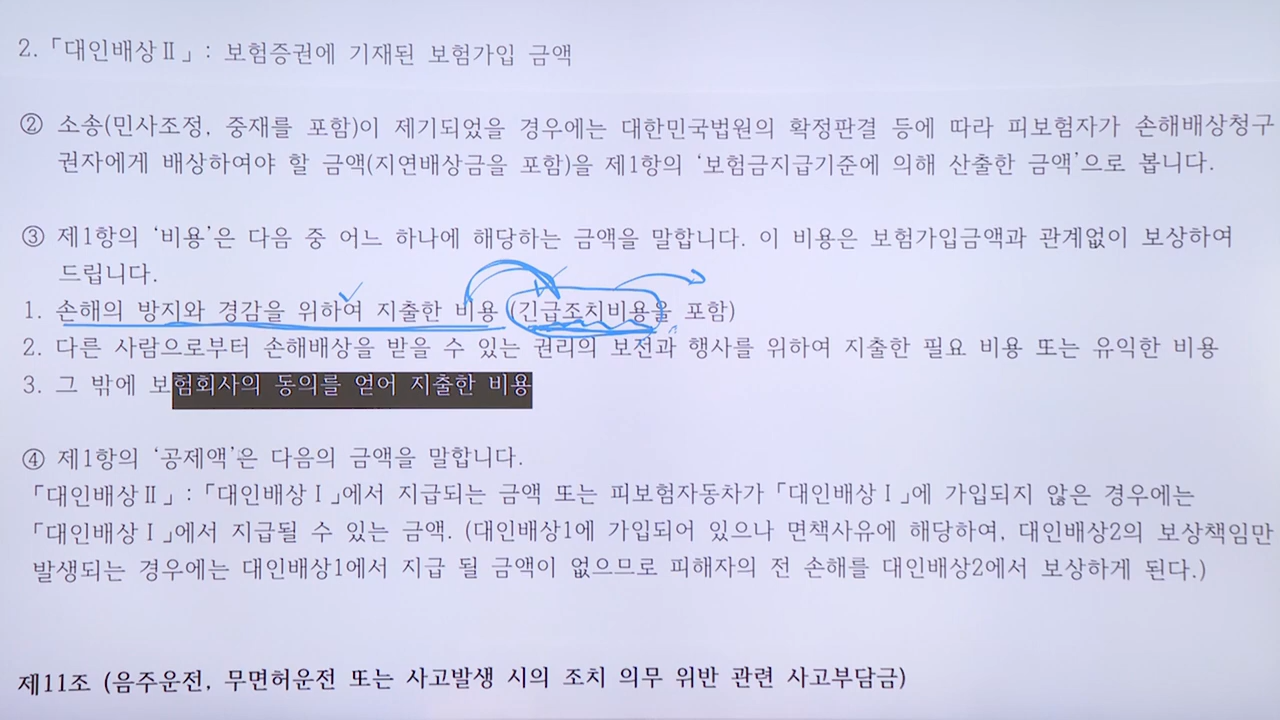 2. 「대인배상Ⅱ」 : 보험증권에 기재된 보험가입 금액
② 소송(민사조정, 중재를 포함)이 제기되었을 경우에는 대한민국법원의 확정판결 등에 따라 피보험자가 손해배상청구
권자에게 배상하여야 할 금액(지연배상금을 포함)을 제1항의 ‘보험금지급기준에 의해 산출한 금액’으로 봅니다.
③ 제1항의 ‘비용’은 다음 중 어느 하나에 해당하는 금액을 말합니다. 이 비용은 보험가입금액과 관계없이 보상하여
드립니다.
1. 손해의 방지와 경감을 위하여 지출한 비용 (긴급조치비용을 포함)
2. 다른 사람으로부터 손해배상을 받을 수 있는 권리의 보전과 행사를 위하여 지출한 필요 비용 또는 유익한 비용
3. 그 밖에 보험회사의 동의를 얻어 지출한 비용
④ 제1항의 ‘공제액’은 다음의 금액을 말합니다.
「대인배상Ⅱ」 : 「대인배상Ⅰ」에서 지급되는 금액 또는 피보험자동차가 「대인배상Ⅰ」에 가입되지 않은 경우에는
「대인배상Ⅰ」에서 지급될 수 있는 금액. (대인배상1에 가입되어 있으나 면책사유에 해당하여, 대인배상2의 보상책임만
발생되는 경우에는 대인배상1에서 지급 될 금액이 없으므로 피해자의 전 손해를 대인배상2에서 보상하게 된다.)
제11조 (음주운전, 무면허운전 또는 사고발생 시의 조치 의무 위반 관련 사고부담금)